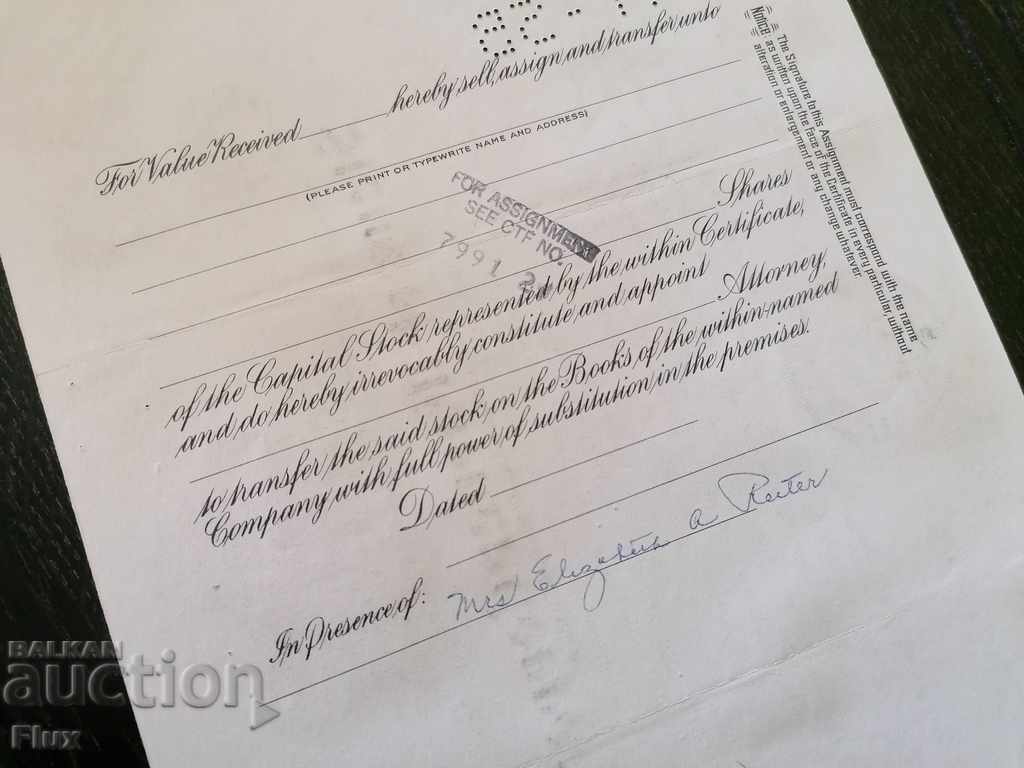 For Value Received hereby sell, assign and transfer unto
(PLEASE PRINT OR TYPEWRITE NAME AND ADDRESS)
FOR ASSIGNMENT
SEE CTF NO.
7991
Shares
of the Capital Stock represented by the within Certificate,
and do hereby irrevocably constitute and appoint
Attorney,
to transfer the said stock on the Books of the within-named
Company with full power of substitution in the premises.
Dated
Mrs Elizabeth A Reiter
In Presence of:
Notice: The Signature to this Assignment must correspond with the name
as written upon the face of the Certificate in every particular, without
alteration or enlargement or any change whatever.
BALKAN
auction
Flux